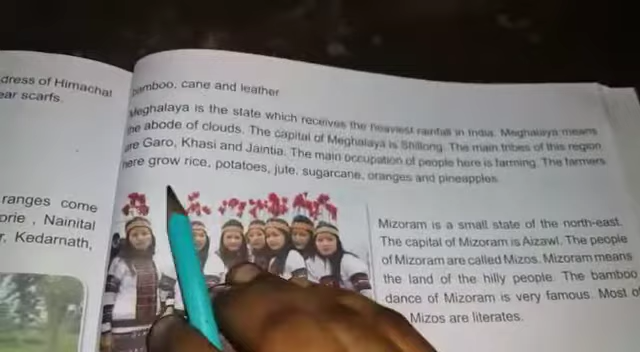 dress of Himachal
ear scarfs.
ranges come
orie , Nainital
r, Kedarnath,
bamboo, cane and leather
Meghalaya is the state which receives the heaviest rainfall in India. Meghalaya means
he abode of clouds. The capital of Meghalaya is Shillong. The main tribes of this region
are Garo, Khasi and Jaintia. The main occupation of people here is farming. The farmers
here grow rice, potatoes, jute, sugarcane, oranges and pineapples.
Mizoram is a small state of the north-east.
The capital of Mizoram is Aizawl. The people
of Mizoram are called Mizos. Mizoram means
the land of the hilly people. The bamboo
dance of Mizoram is very famous. Most of
Mizos are literates.